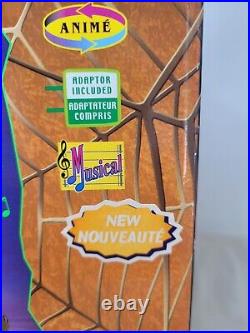 ANIMÉ
ADAPTOR
INCLUDED
ADAPTATEUR
COMPRIS
Musical
NEW
NOUVEAUTÉ